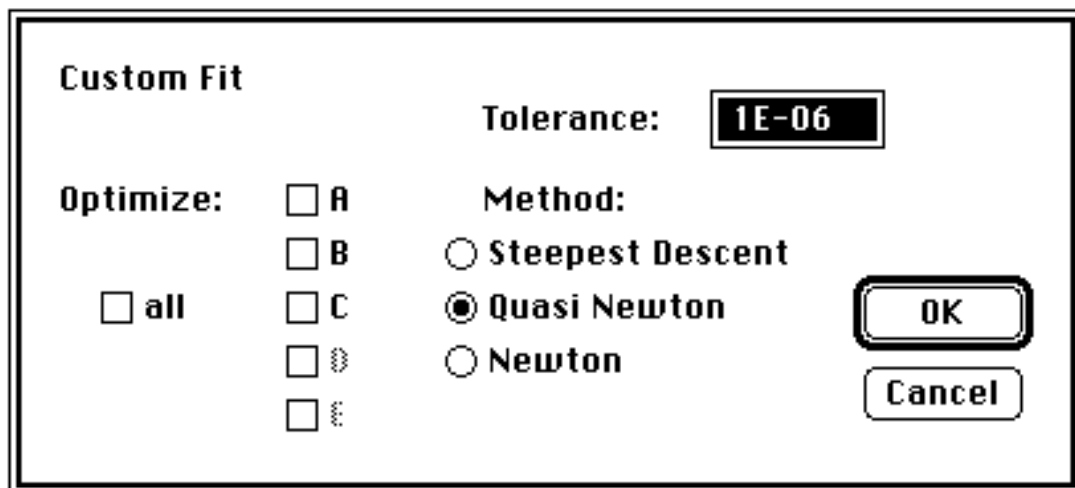 Custom Fit
Tolerance: 1E-06
Optimize:
A
B
all
C
D
E
Method:
Steepest Descent
Quasi Newton
Newton
OK
Cancel